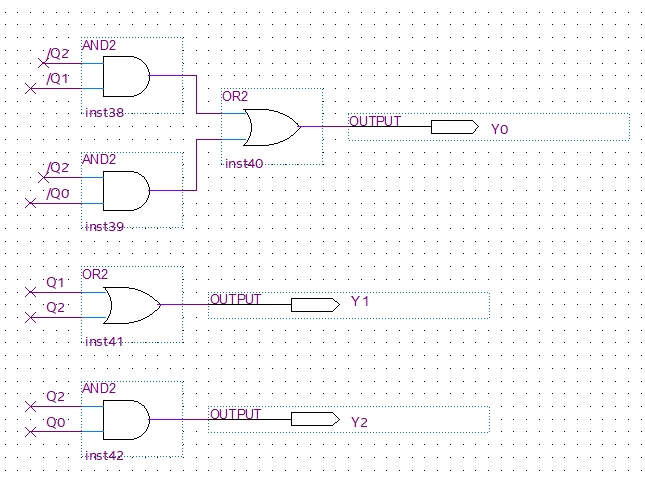 AND2
/Q2
/Q1
inst38
OR2
OUTPUT
Y0
inst40
AND2
/Q2
/Q0
inst39
OR2
Q1
Q2
OUTPUT
Y1
inst41
AND2
Q2
Q0
OUTPUT
Y2
inst42